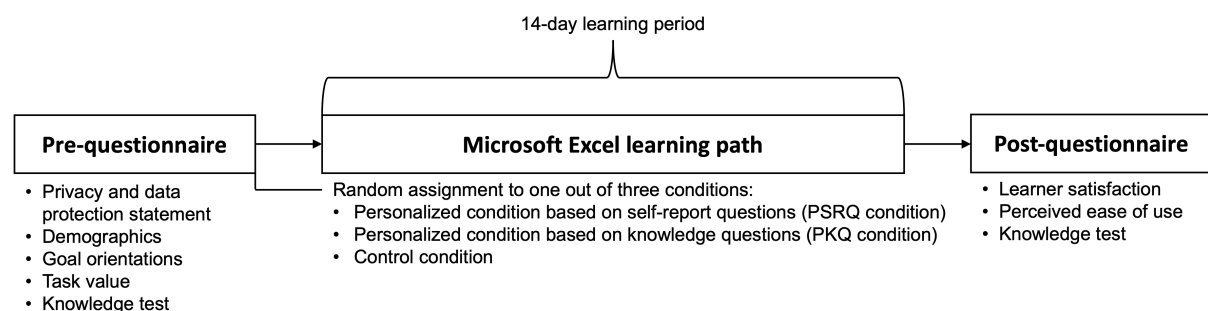 14-day learning period
Pre-questionnaire
Microsoft Excel learning path
Post-questionnaire
• Privacy and data
protection statement
• Demographics
• Goal orientations
• Task value
• Knowledge test
Random assignment to one out of three conditions:
• Personalized condition based on self-report questions (PSRQ condition)
• Personalized condition based on knowledge questions (PKQ condition)
• Control condition
• Learner satisfaction
• Perceived ease of use
• Knowledge test